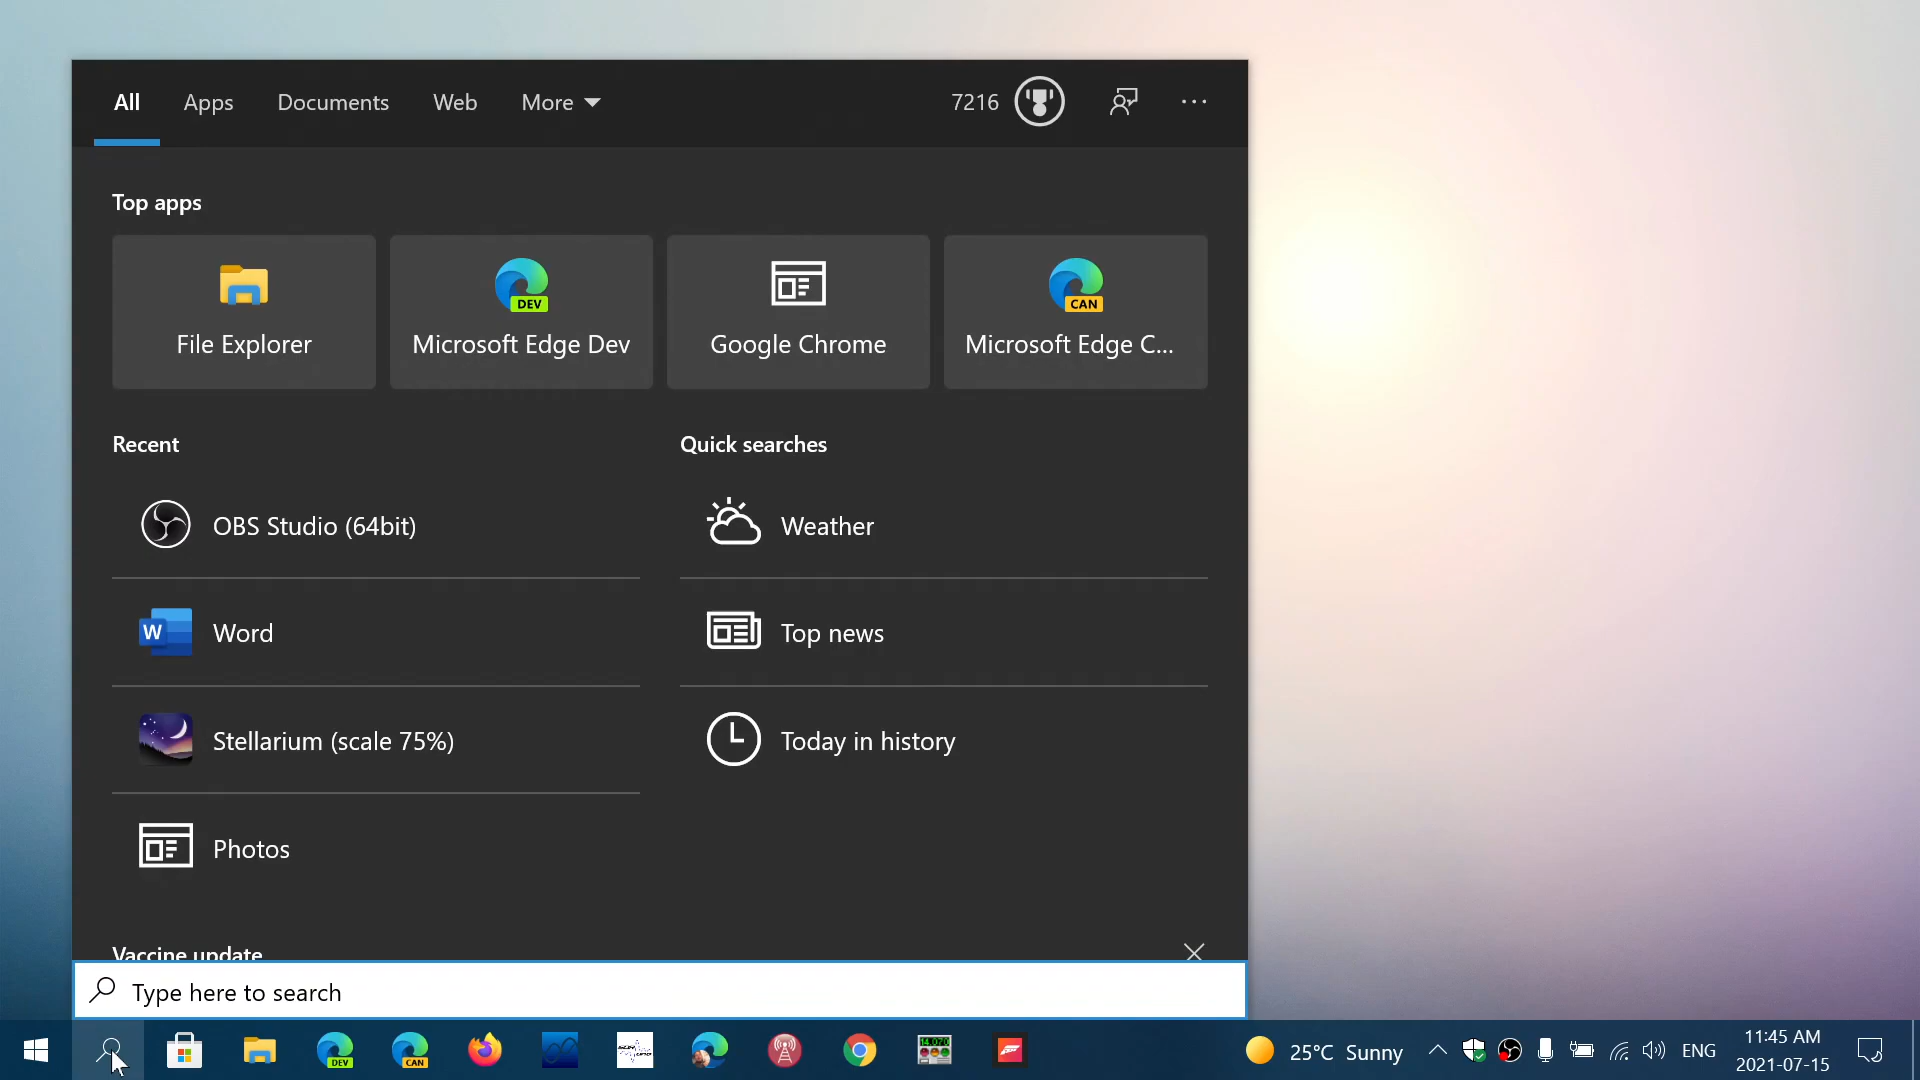 All Apps Documents Web More 7216
Top apps
File Explorer Microsoft Edge Dev Google Chrome Microsoft Edge C...
DEV CAN
Recent Quick searches
OBS Studio (64bit) Weather
Word Top news
Stellarium (scale 75%) Today in history
Photos
Vaccine update
Type here to search
DEV CAN 25°C Sunny ENG 11:45 AM
2021-07-15